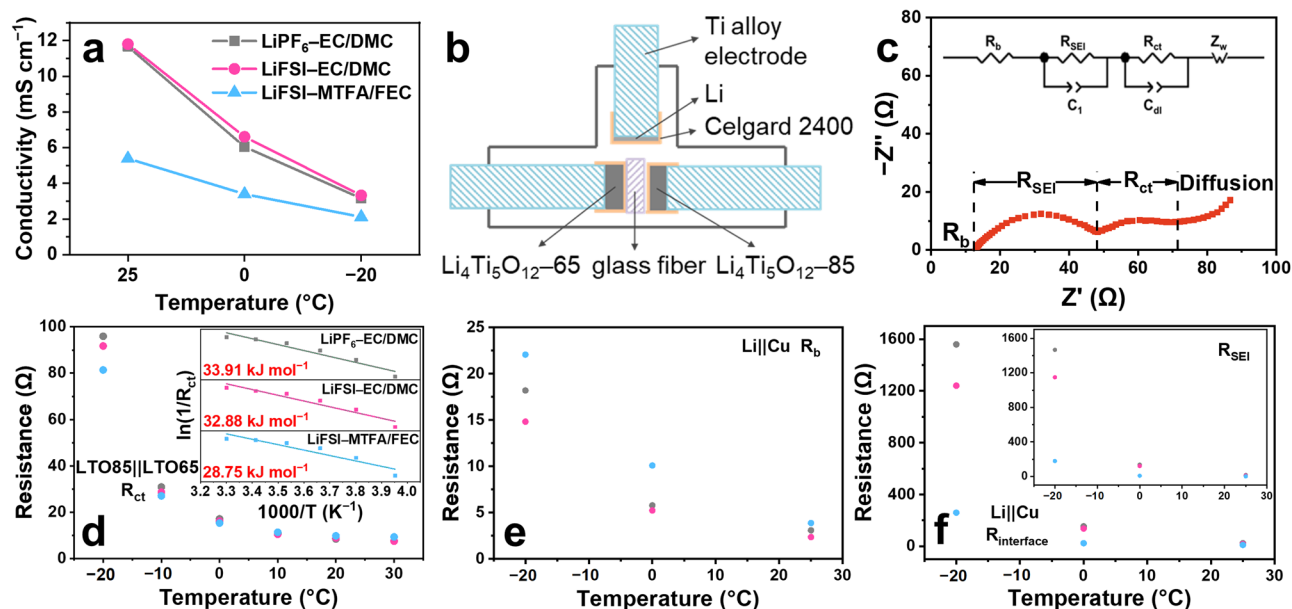 a
Conductivity (mS cm⁻¹)
14
12
10
8
6
4
2
0
LiPF₆–EC/DMC
LiFSI–EC/DMC
LiFSI–MTFA/FEC
25
0
−20
Temperature (°C)
b
Ti alloy
electrode
Li
Celgard 2400
Li₄Ti₅O₁₂–65
glass fiber
Li₄Ti₅O₁₂–85
c
−Z'' (Ω)
80
60
40
20
0
R_b
R_SEI
R_ct
Z_w
C₁
C_dl
R_SEI
R_ct
Diffusion
R_b
0
20
40
60
80
100
Z' (Ω)
d
Resistance (Ω)
100
80
60
40
20
0
LiPF₆–EC/DMC
33.91 kJ mol⁻¹
LiFSI–EC/DMC
32.88 kJ mol⁻¹
LiFSI–MTFA/FEC
28.75 kJ mol⁻¹
ln(1/R_ct)
3.2
3.3
3.4
3.5
3.6
3.7
3.8
3.9
4.0
1000/T (K⁻¹)
LTO85||LTO65
R_ct
−20
−10
0
10
20
30
Temperature (°C)
e
Resistance (Ω)
25
20
15
10
5
0
Li||Cu R_b
−20
−10
0
10
20
30
Temperature (°C)
f
Resistance (Ω)
1600
1200
800
400
0
R_SEI
1600
1200
800
400
0
−20
−10
0
10
20
30
Li||Cu
R_interface
−20
−10
0
10
20
30
Temperature (°C)